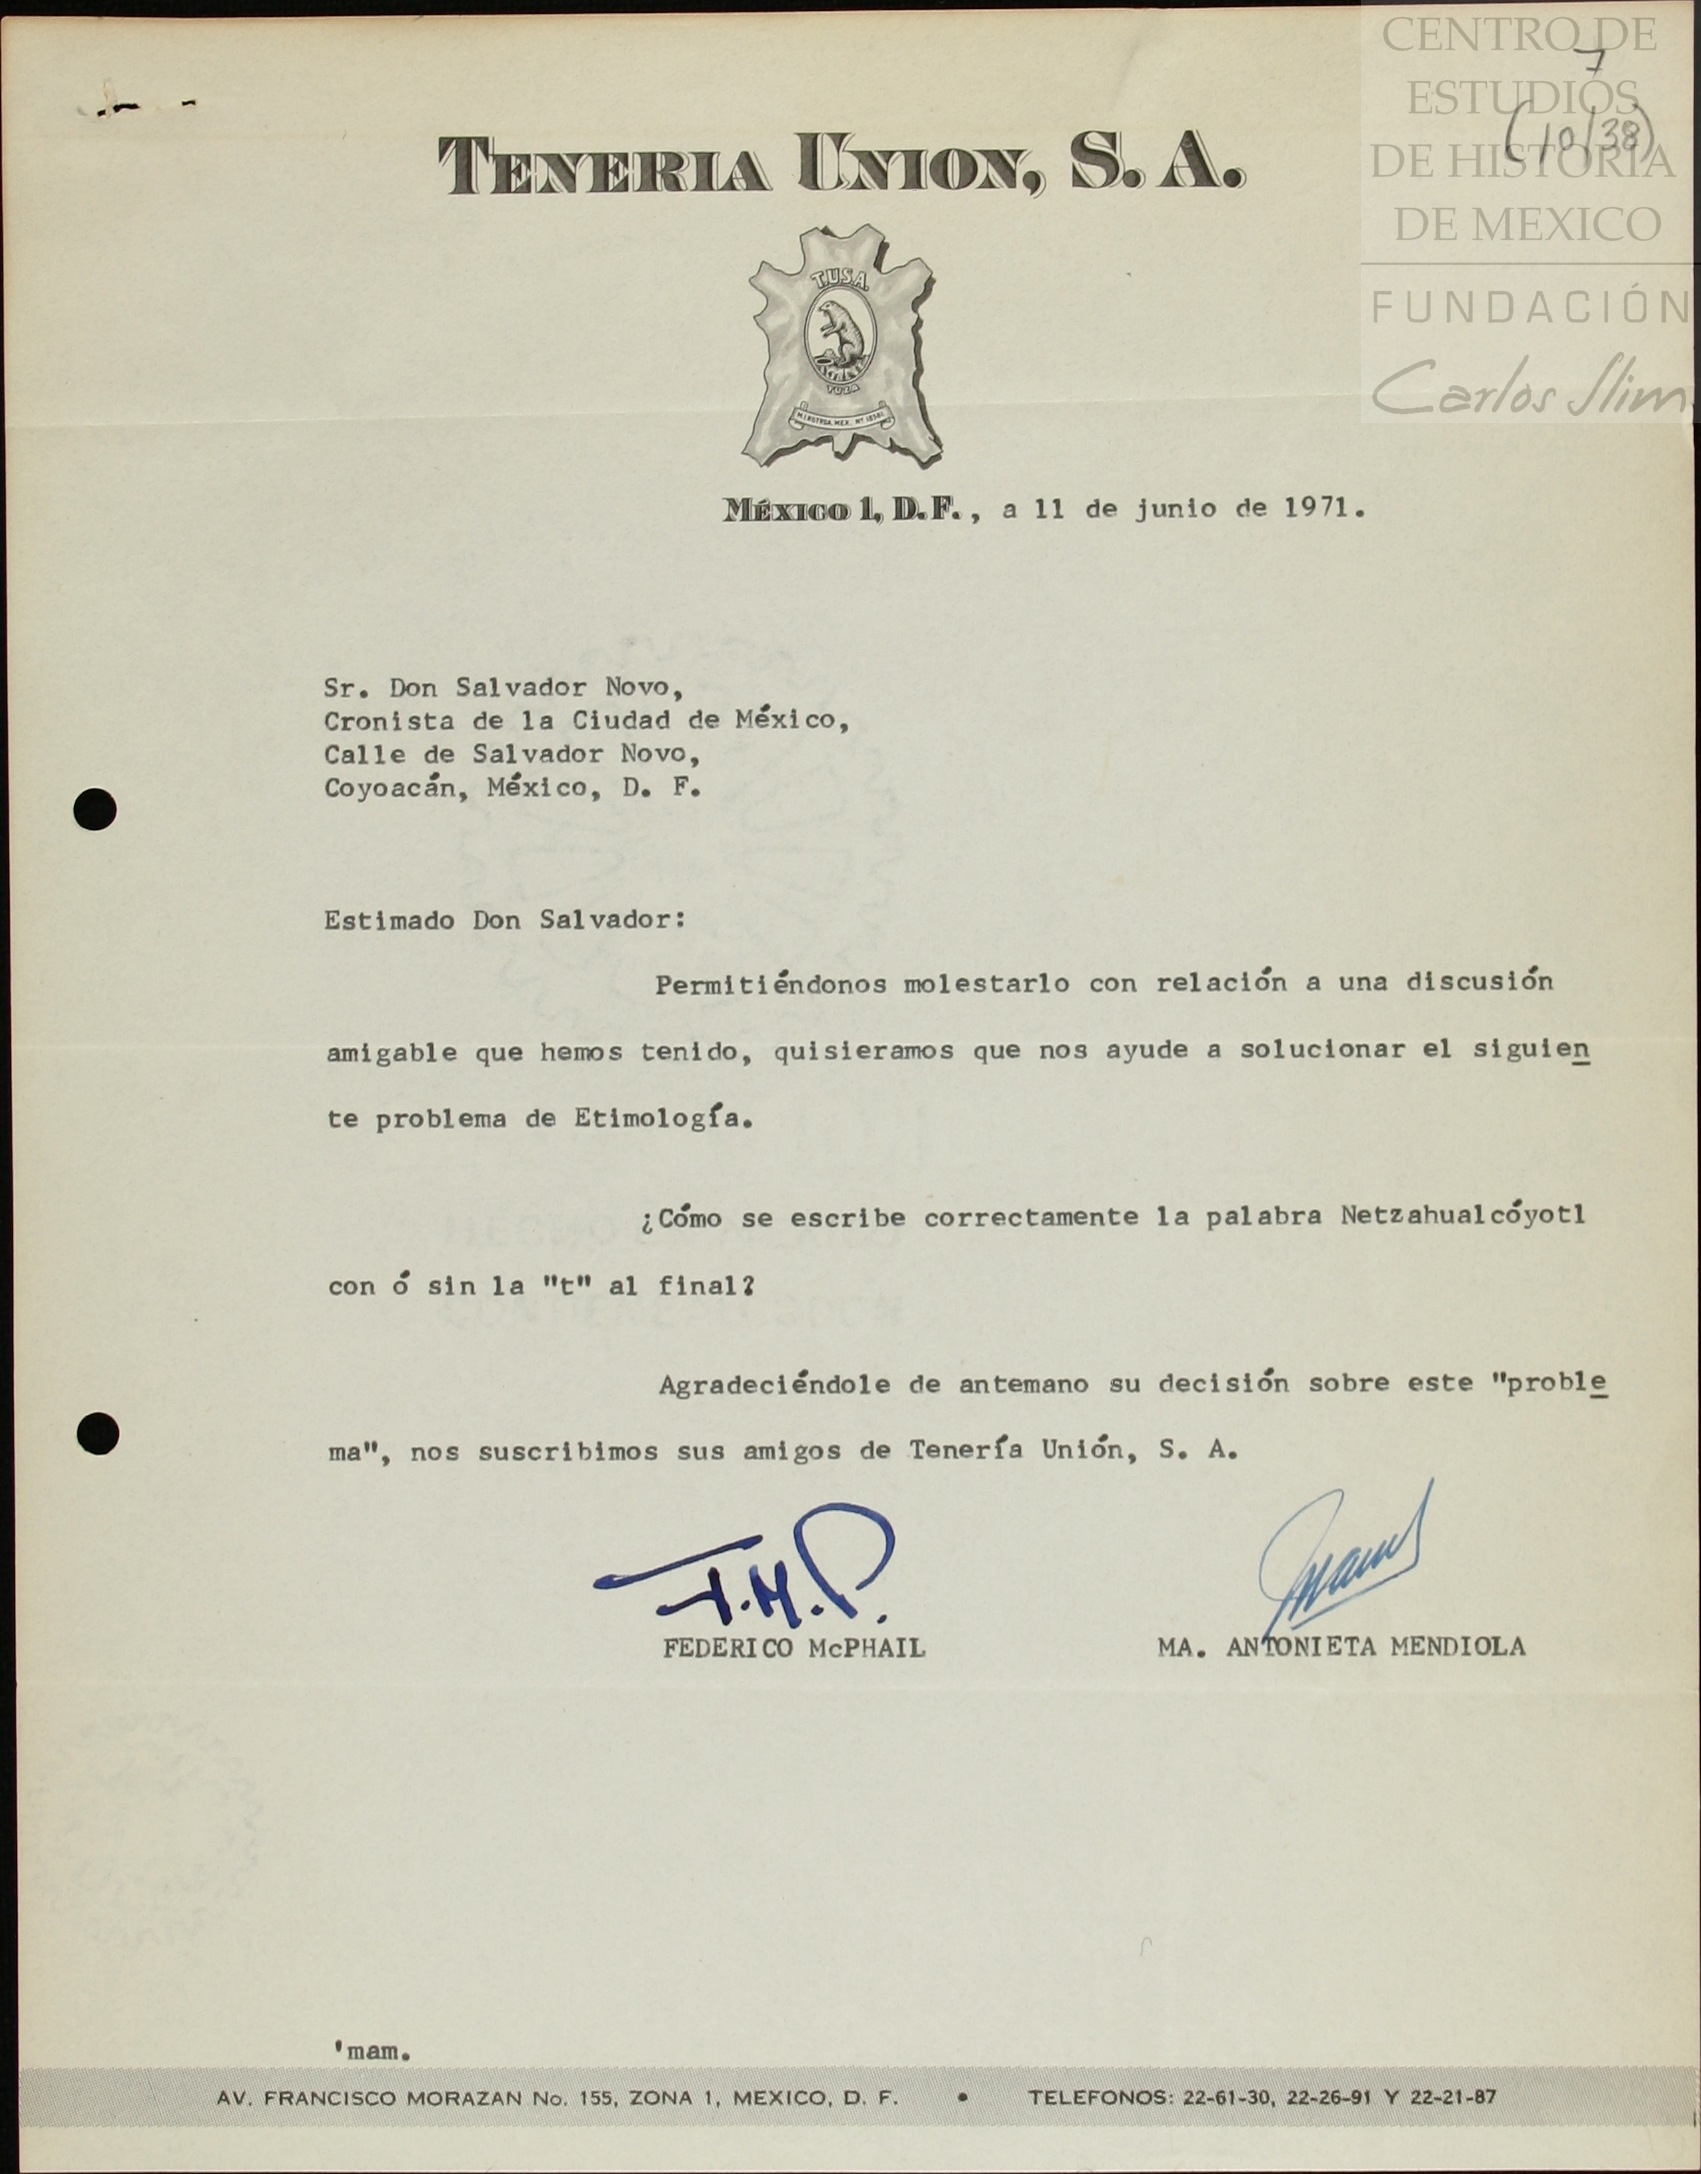 CENTRO DE
ESTUDIOS
DE HISTORIA
DE MEXICO
FUNDACIÓN
Carlos Slim
7
(10/38)
TENERIA UNION, S. A.
T.U.S.A.
TUZA
MÉXICO 1, D. F., a 11 de junio de 1971.
Sr. Don Salvador Novo,
Cronista de la Ciudad de México,
Calle de Salvador Novo,
Coyoacán, México, D. F.
Estimado Don Salvador:
Permitiéndonos molestarlo con relación a una discusión
amigable que hemos tenido, quisieramos que nos ayude a solucionar el siguien
te problema de Etimología.
¿Cómo se escribe correctamente la palabra Netzahualcóyotl
con ó sin la "t" al final?
Agradeciéndole de antemano su decisión sobre este "proble
ma", nos suscribimos sus amigos de Tenería Unión, S. A.
F.M.P.
FEDERICO McPHAIL
MA. ANTONIETA MENDIOLA
'mam.
AV. FRANCISCO MORAZAN No. 155, ZONA 1, MEXICO, D. F. • TELEFONOS: 22-61-30, 22-26-91 Y 22-21-87